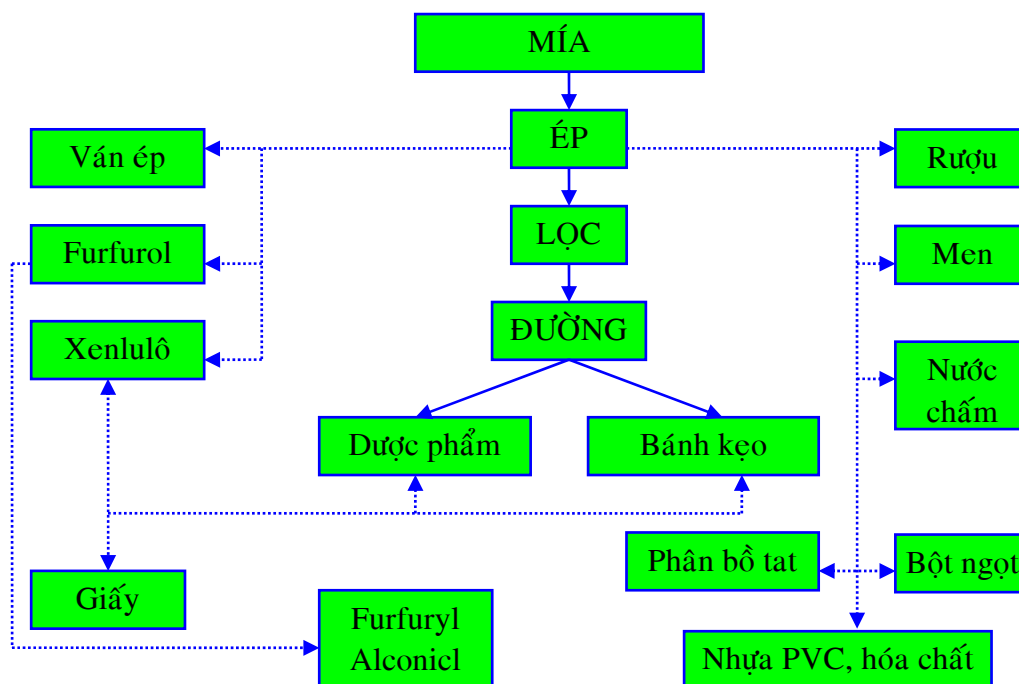 MÍA
ÉP
Ván ép
Rượu
LỌC
Furfurol
Men
ĐƯỜNG
Xenlulô
Nước
chấm
Dược phẩm
Bánh kẹo
Phân bồ tat
Bột ngọt
Giấy
Furfuryl
Alconicl
Nhựa PVC, hóa chất